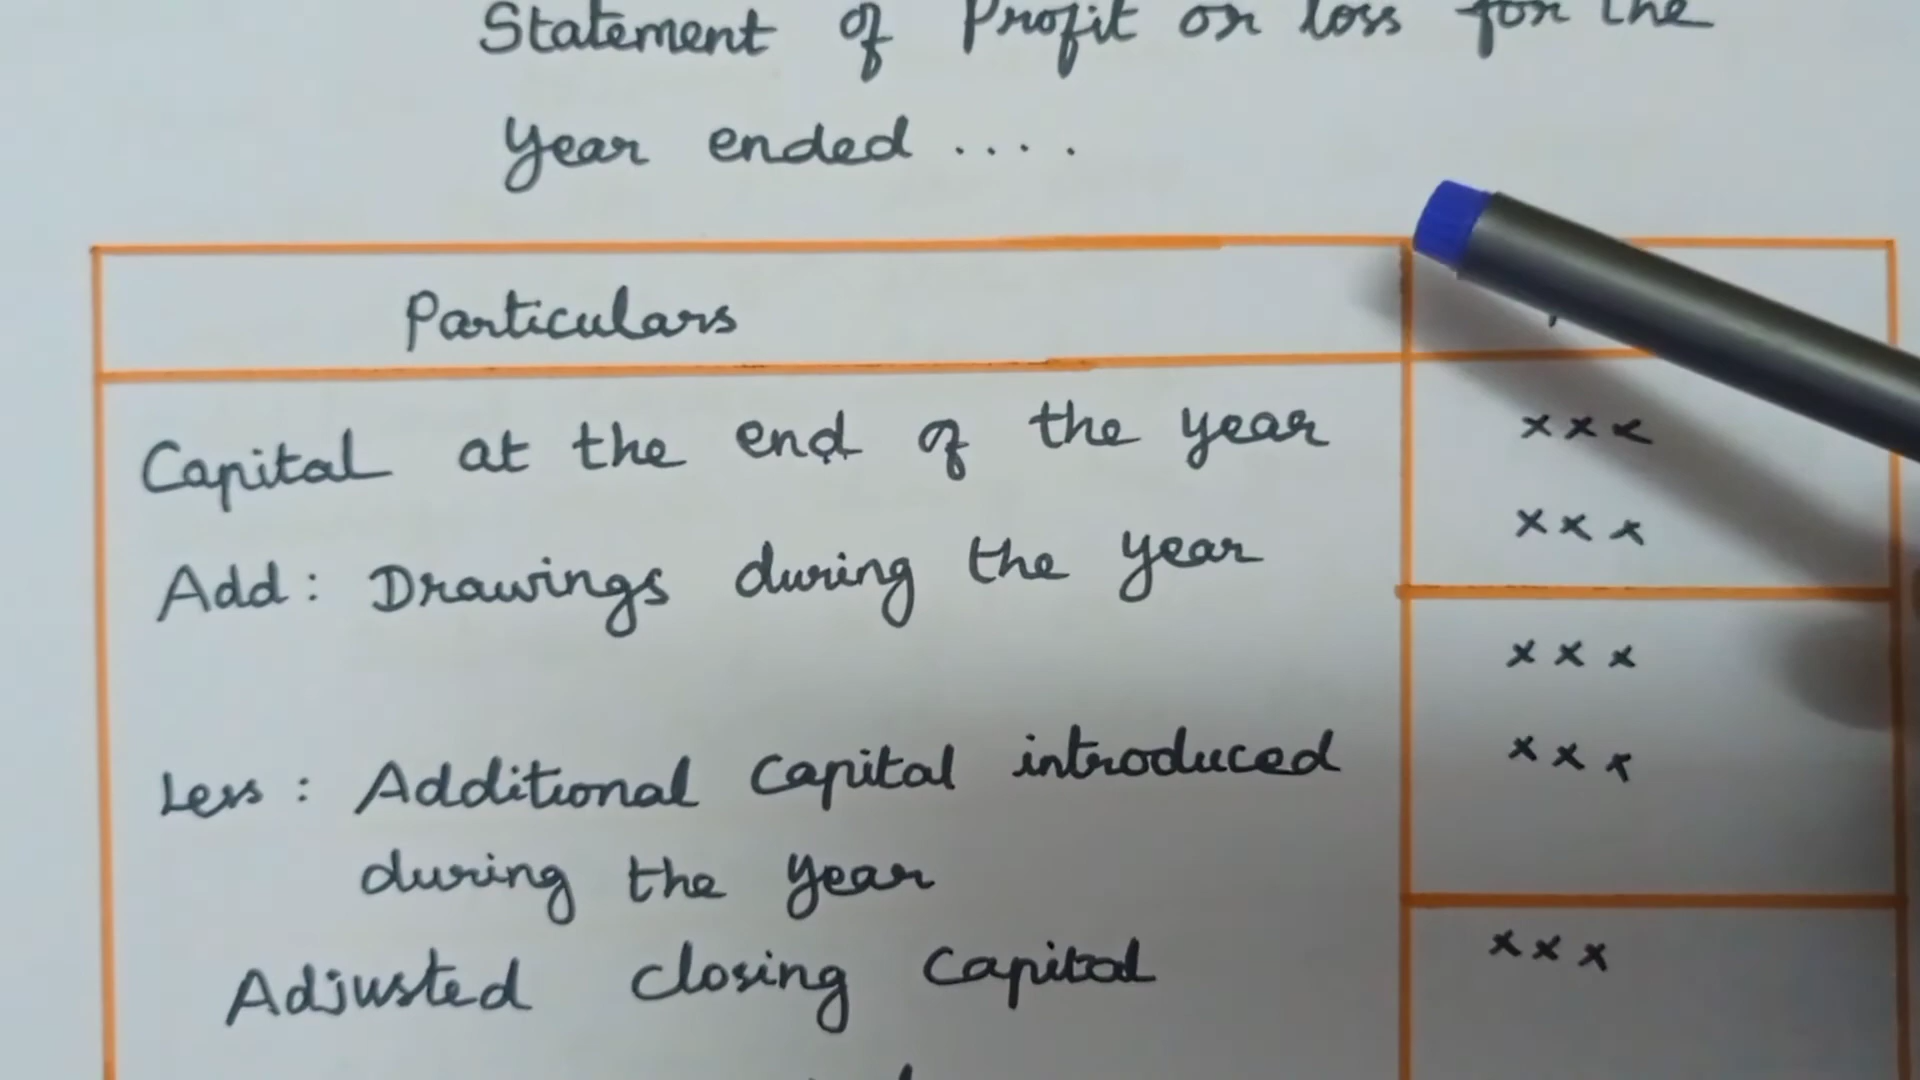 Statement of Profit or loss for the
Year ended ....
Particulars
Capital at the end of the year xxx
Add: Drawings during the year xxx
xxx
Less: Additional Capital introduced xxx
during the year
Adjusted closing capital xxx